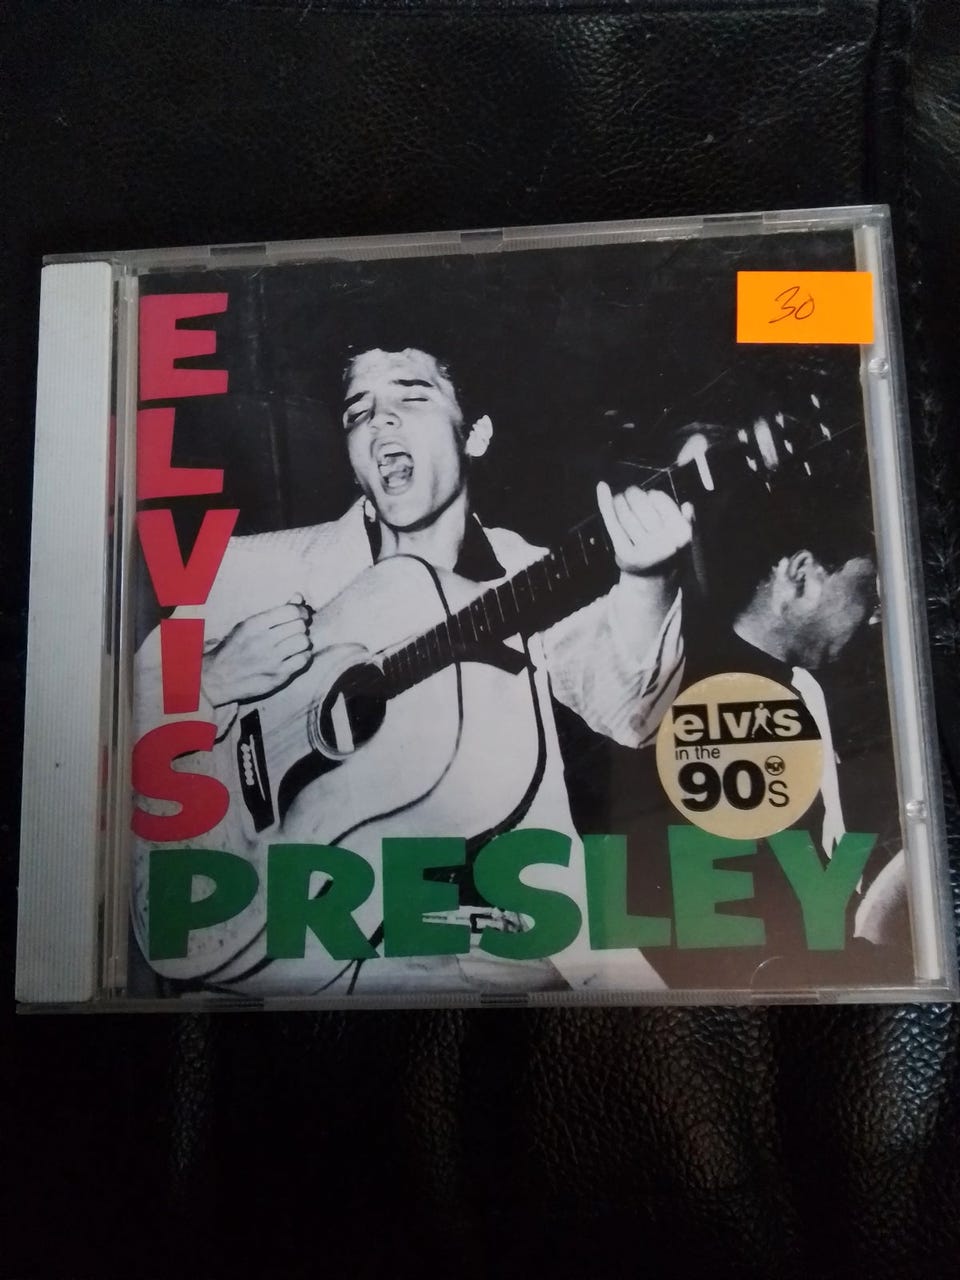 ELVIS
PRESLEY
30
elvis
in the
90s